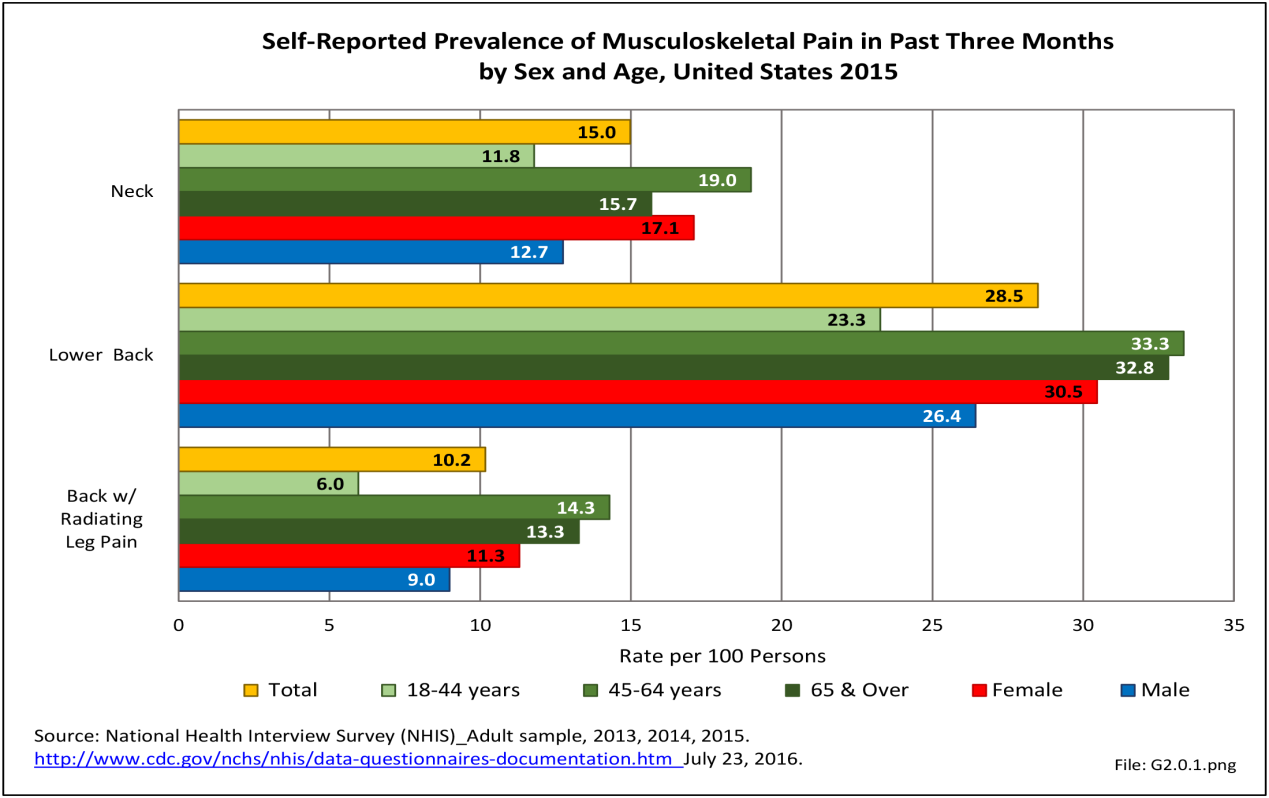 Self-Reported Prevalence of Musculoskeletal Pain in Past Three Months
by Sex and Age, United States 2015
Neck
15.0
11.8
19.0
15.7
17.1
12.7
Lower Back
28.5
23.3
33.3
32.8
30.5
26.4
Back w/
Radiating
Leg Pain
10.2
6.0
14.3
13.3
11.3
9.0
0 5 10 15 20 25 30 35
Rate per 100 Persons
Total 18-44 years 45-64 years 65 & Over Female Male
Source: National Health Interview Survey (NHIS)_Adult sample, 2013, 2014, 2015.
http://www.cdc.gov/nchs/nhis/data-questionnaires-documentation.htm_July 23, 2016.
File: G2.0.1.png